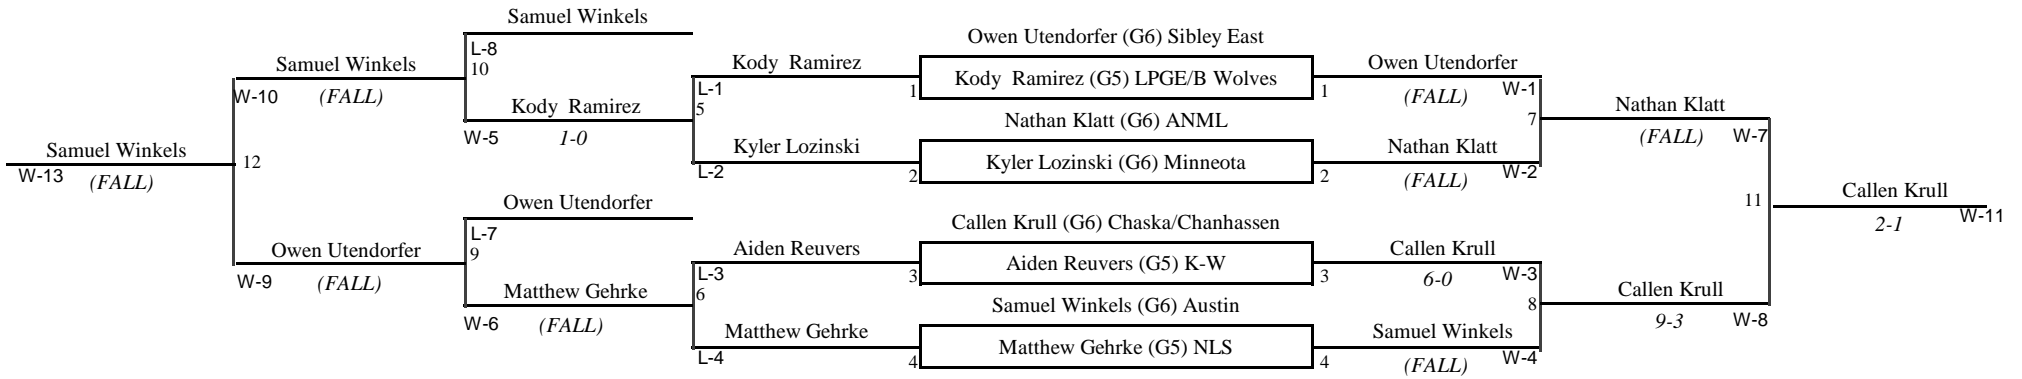 Samuel Winkels
L-8
10
Samuel Winkels
W-10
(FALL)
Kody  Ramirez
W-5
1-0
Samuel Winkels
W-13
(FALL)
12
Owen Utendorfer
L-7
9
Owen Utendorfer
W-9
(FALL)
Matthew Gehrke
W-6
(FALL)
Kody  Ramirez
L-1
5
1
Kyler Lozinski
L-2
2
Aiden Reuvers
L-3
6
3
Matthew Gehrke
L-4
4
Owen Utendorfer (G6) Sibley East
Kody  Ramirez (G5) LPGE/B Wolves
Nathan Klatt (G6) ANML
Kyler Lozinski (G6) Minneota
Callen Krull (G6) Chaska/Chanhassen
Aiden Reuvers (G5) K-W
Samuel Winkels (G6) Austin
Matthew Gehrke (G5) NLS
Owen Utendorfer
1
(FALL)
W-1
7
Nathan Klatt
2
(FALL)
W-2
Callen Krull
3
6-0
W-3
8
Samuel Winkels
4
(FALL)
W-4
Nathan Klatt
(FALL)
W-7
11
Callen Krull
9-3
W-8
Callen Krull
2-1
W-11